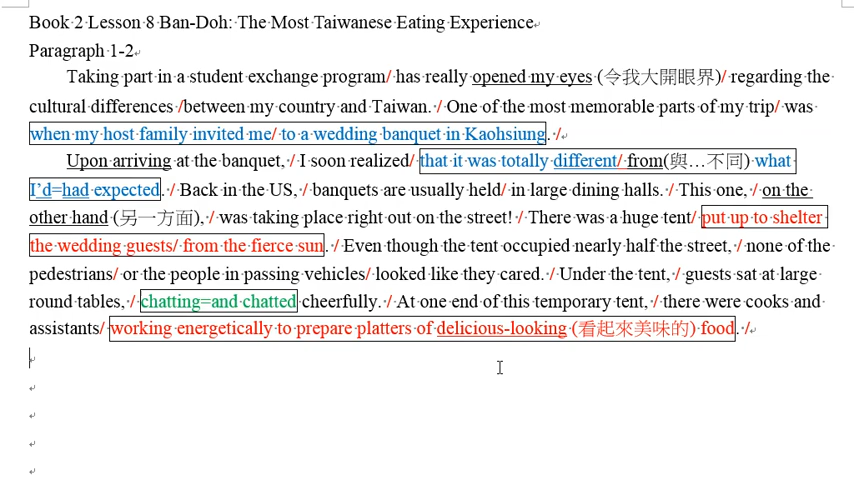 Book 2 Lesson 8 Ban-Doh: The Most Taiwanese Eating Experience
Paragraph 1-2
Taking part in a student exchange program/ has really opened my eyes (令我大開眼界)/ regarding the
cultural differences /between my country and Taiwan. / One of the most memorable parts of my trip/ was
when my host family invited me/ to a wedding banquet in Kaohsiung. /
Upon arriving at the banquet, / I soon realized/ that it was totally different/ from(與…不同) what
I'd=had expected. / Back in the US, / banquets are usually held/ in large dining halls. / This one, / on the
other hand (另一方面), / was taking place right out on the street! / There was a huge tent/ put up to shelter
the wedding guests/ from the fierce sun. / Even though the tent occupied nearly half the street, / none of the
pedestrians/ or the people in passing vehicles/ looked like they cared. / Under the tent, / guests sat at large
round tables, / chatting=and chatted cheerfully. / At one end of this temporary tent, / there were cooks and
assistants/ working energetically to prepare platters of delicious-looking (看起來美味的) food. /